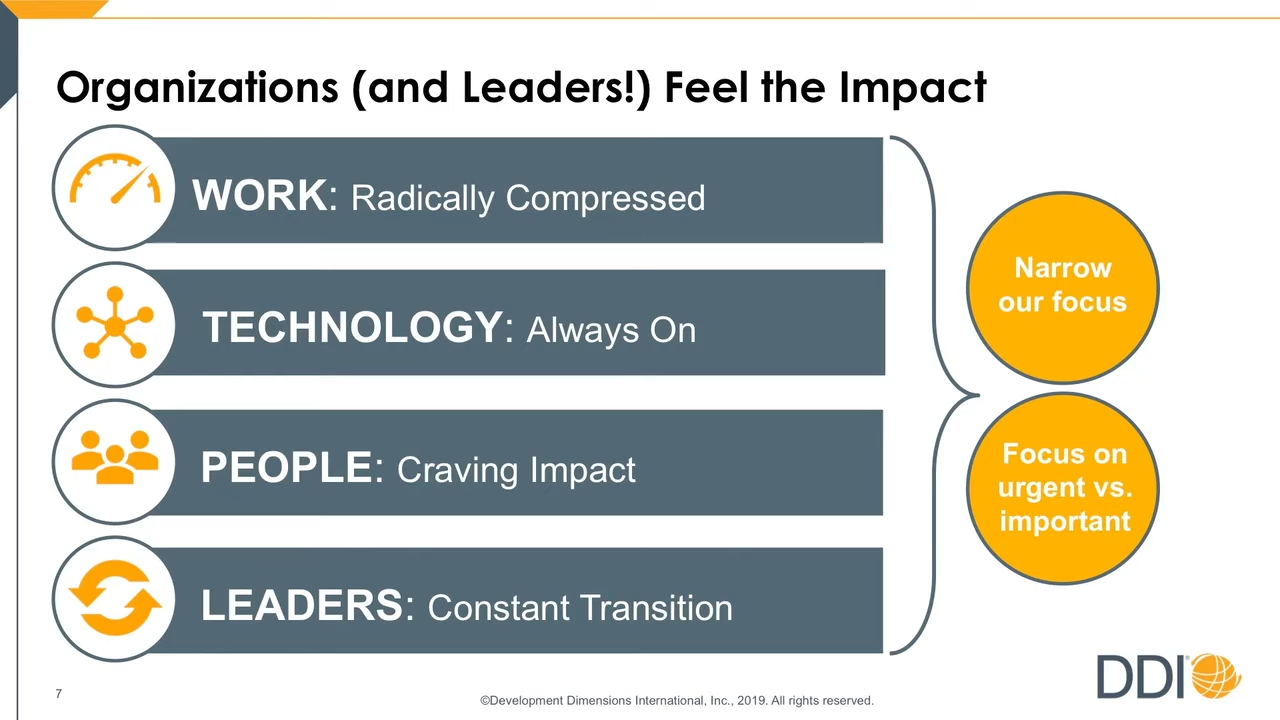 Organizations (and Leaders!) Feel the Impact
WORK: Radically Compressed
TECHNOLOGY: Always On
PEOPLE: Craving Impact
LEADERS: Constant Transition
Narrow
our focus
Focus on
urgent vs.
important
7
©Development Dimensions International, Inc., 2019. All rights reserved.
DDI®